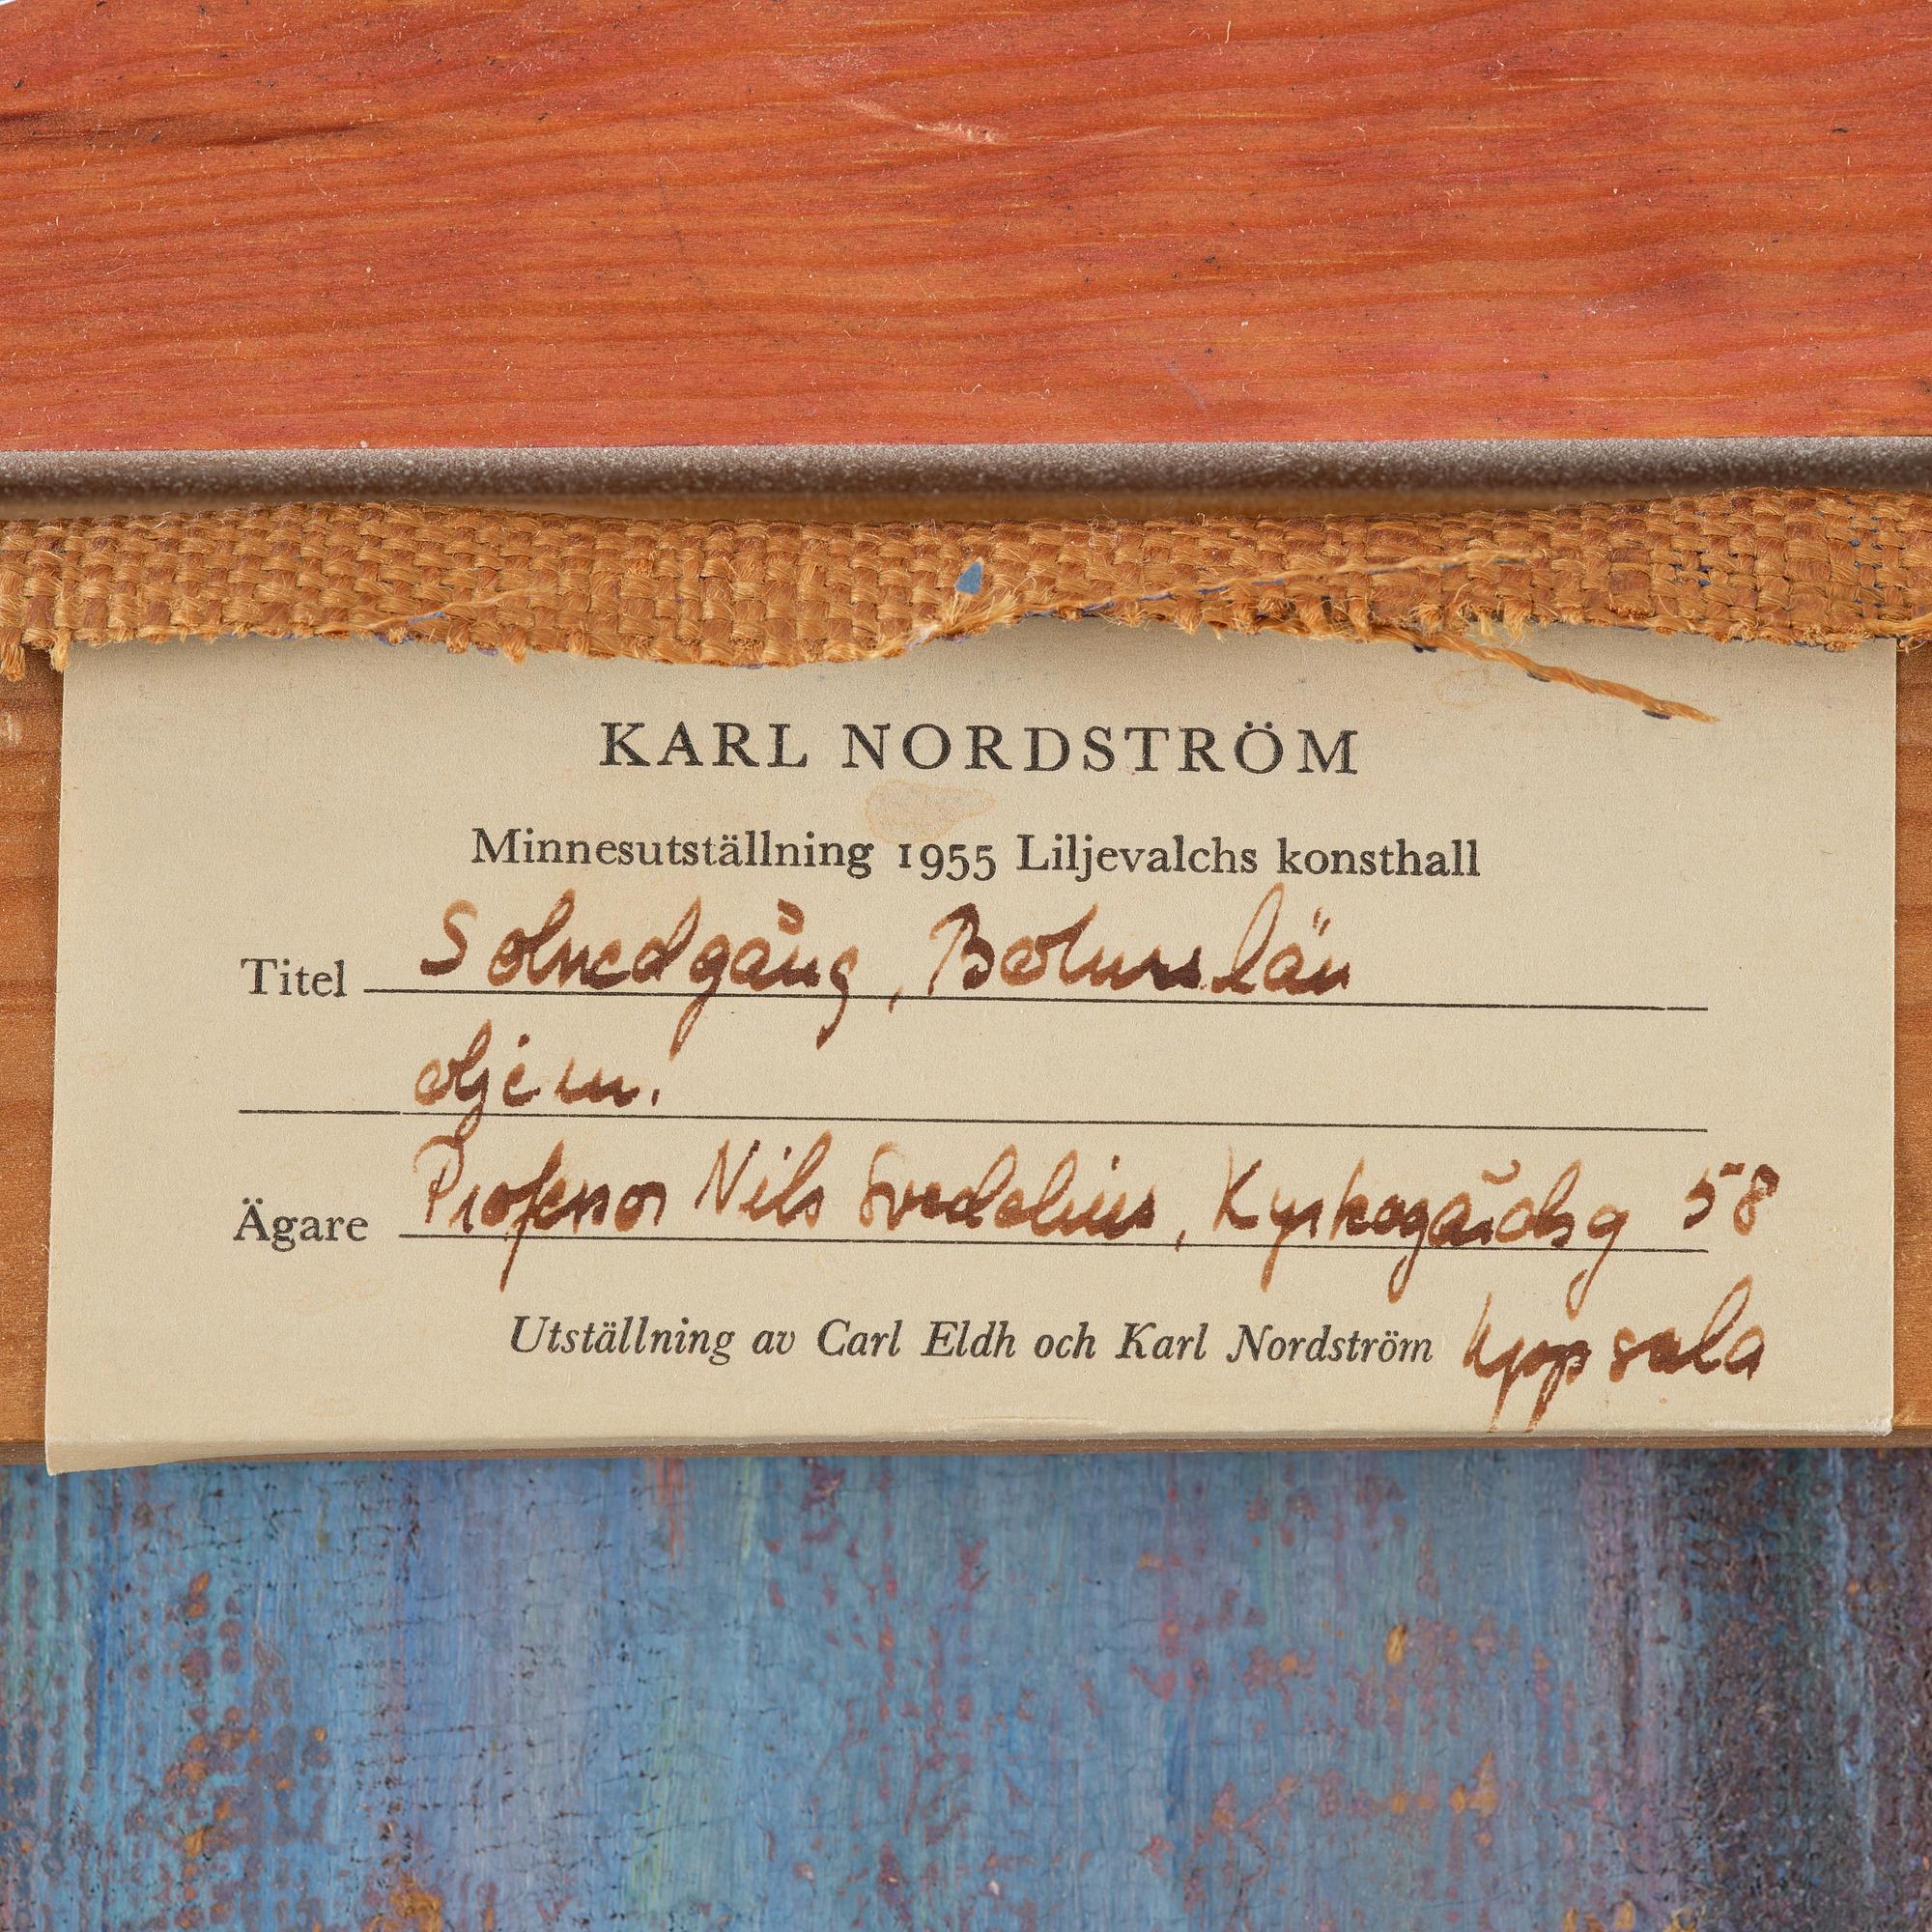 KARL NORDSTRÖM
Minnesutställning 1955 Liljevalchs konsthall
Titel Solnedgång, Bohuslän
oljem.
Ägare Professor Nils Svedelius, Kyrkogårdsg 58
Utställning av Carl Eldh och Karl Nordström Uppsala